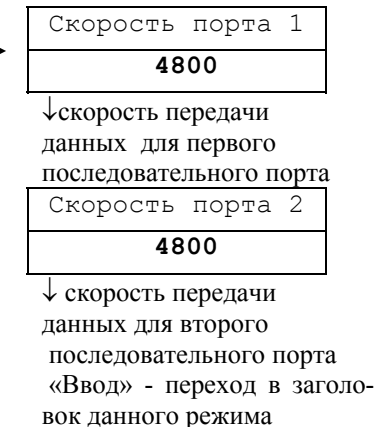 Скорость порта 1
4800
↓скорость передачи
данных для первого
последовательного порта
Скорость порта 2
4800
↓ скорость передачи
данных для второго
последовательного порта
«Ввод» - переход в заголо-
вок данного режима